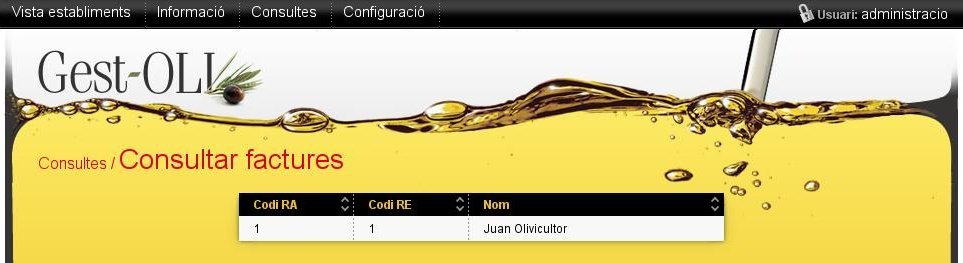 Vista establiments Informació Consultes Configuració Usuari: administracio
Gest-OLI
Consultes / Consultar factures
Codi RA Codi RE Nom
1 1 Juan Olivicultor